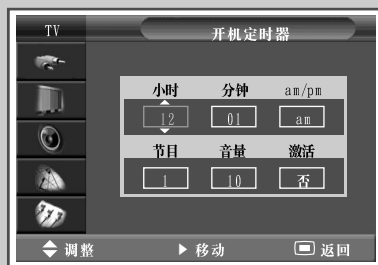 TV 开机定时器
小时 分钟 am/pm
12 01 am
节目 音量 激活
1 10 否
调整 移动 返回